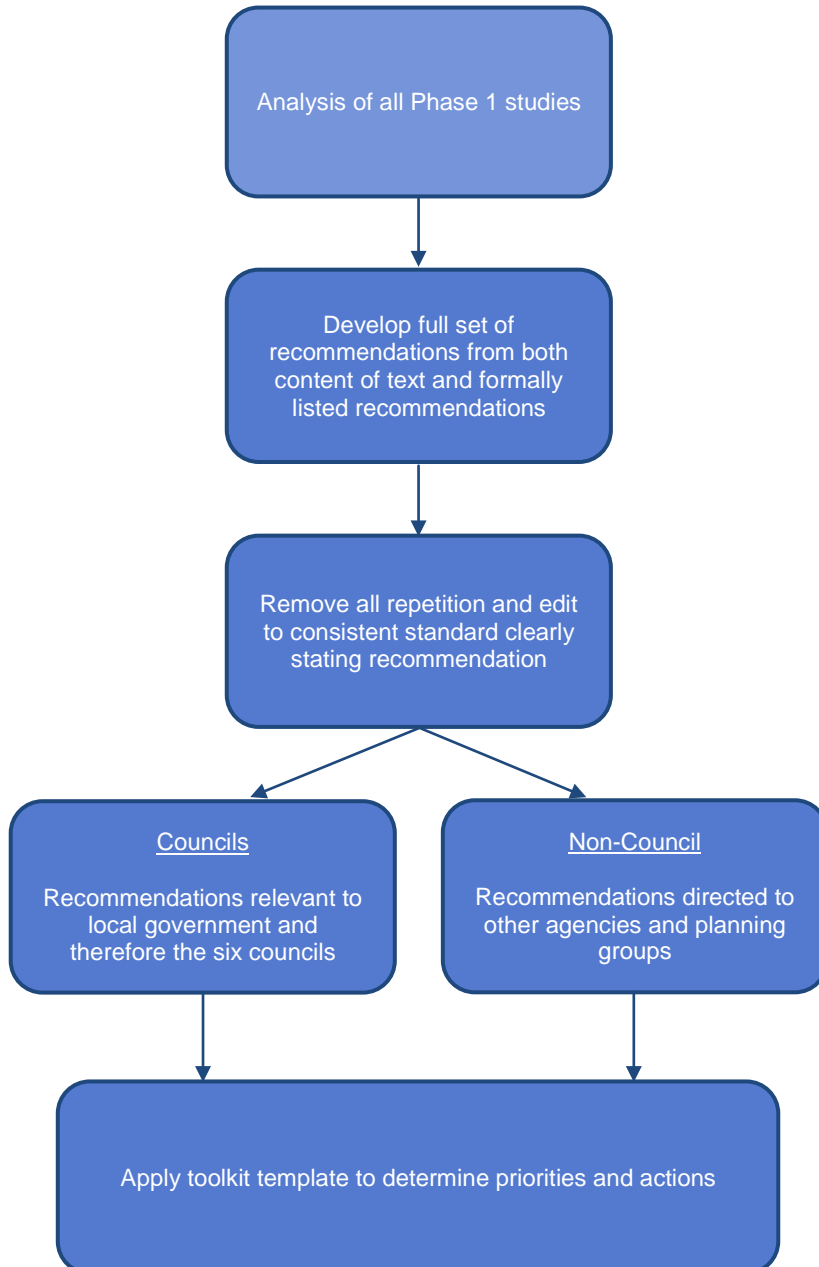 Analysis of all Phase 1 studies
Develop full set of
recommendations from both
content of text and formally
listed recommendations
Remove all repetition and edit
to consistent standard clearly
stating recommendation
Councils
Recommendations relevant to
local government and
therefore the six councils
Non-Council
Recommendations directed to
other agencies and planning
groups
Apply toolkit template to determine priorities and actions